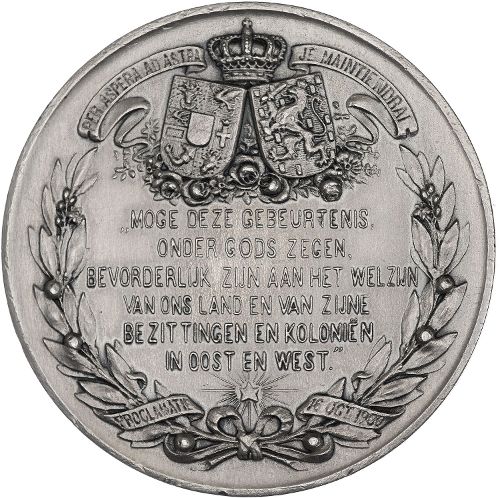 PER ASPERA AD ASTRA
JE MAINTIENDRAI
„MOGE DEZE GEBEURTENIS,
ONDER GODS ZEGEN,
BEVORDERLIJK ZIJN AAN HET WELZIJN
VAN ONS LAND EN VAN ZIJNE
BEZITTINGEN EN KOLONIËN
IN OOST EN WEST."
PROCLAMATIE
16 OCT 1900